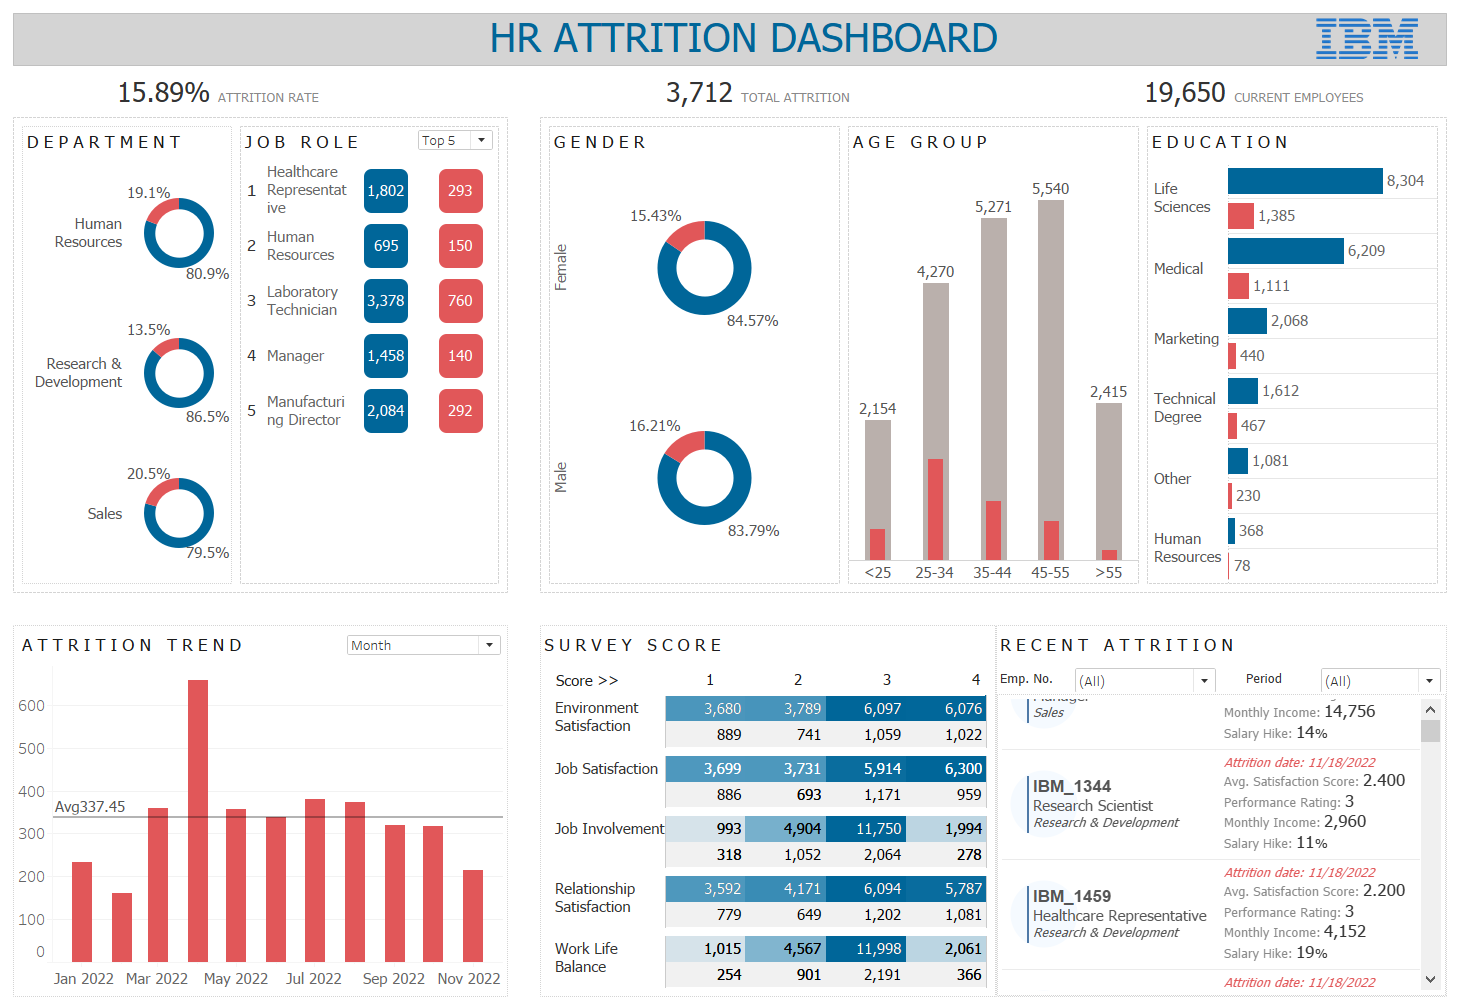 HR ATTRITION DASHBOARD
IBM
15.89% ATTRITION RATE
3,712 TOTAL ATTRITION
19,650 CURRENT EMPLOYEES
DEPARTMENT
19.1%
Human
Resources
80.9%
13.5%
Research &
Development
86.5%
20.5%
Sales
79.5%
JOB ROLE
Top 5
1 Healthcare
Representat
ive
1,802 293
2 Human
Resources
695 150
3 Laboratory
Technician
3,378 760
4 Manager 1,458 140
5 Manufacturi
ng Director
2,084 292
GENDER
15.43%
Female
84.57%
16.21%
Male
83.79%
AGE GROUP
2,154
4,270
5,271
5,540
2,415
<25 25-34 35-44 45-55 >55
EDUCATION
Life
Sciences
8,304
1,385
Medical
6,209
1,111
Marketing
2,068
440
Technical
Degree
1,612
467
Other
1,081
230
Human
Resources
368
78
ATTRITION TREND
Month
600
500
400
Avg337.45
300
200
100
0
Jan 2022 Mar 2022 May 2022 Jul 2022 Sep 2022 Nov 2022
SURVEY SCORE
Score >> 1 2 3 4
Environment
Satisfaction
3,680 3,789 6,097 6,076
889 741 1,059 1,022
Job Satisfaction 3,699 3,731 5,914 6,300
886 693 1,171 959
Job Involvement 993 4,904 11,750 1,994
318 1,052 2,064 278
Relationship
Satisfaction
3,592 4,171 6,094 5,787
779 649 1,202 1,081
Work Life
Balance
1,015 4,567 11,998 2,061
254 901 2,191 366
RECENT ATTRITION
Emp. No. (All) Period (All)
Manager
Sales
Monthly Income: 14,756
Salary Hike: 14%
Attrition date: 11/18/2022
IBM_1344
Research Scientist
Research & Development
Avg. Satisfaction Score: 2.400
Performance Rating: 3
Monthly Income: 2,960
Salary Hike: 11%
Attrition date: 11/18/2022
IBM_1459
Healthcare Representative
Research & Development
Avg. Satisfaction Score: 2.200
Performance Rating: 3
Monthly Income: 4,152
Salary Hike: 19%
Attrition date: 11/18/2022